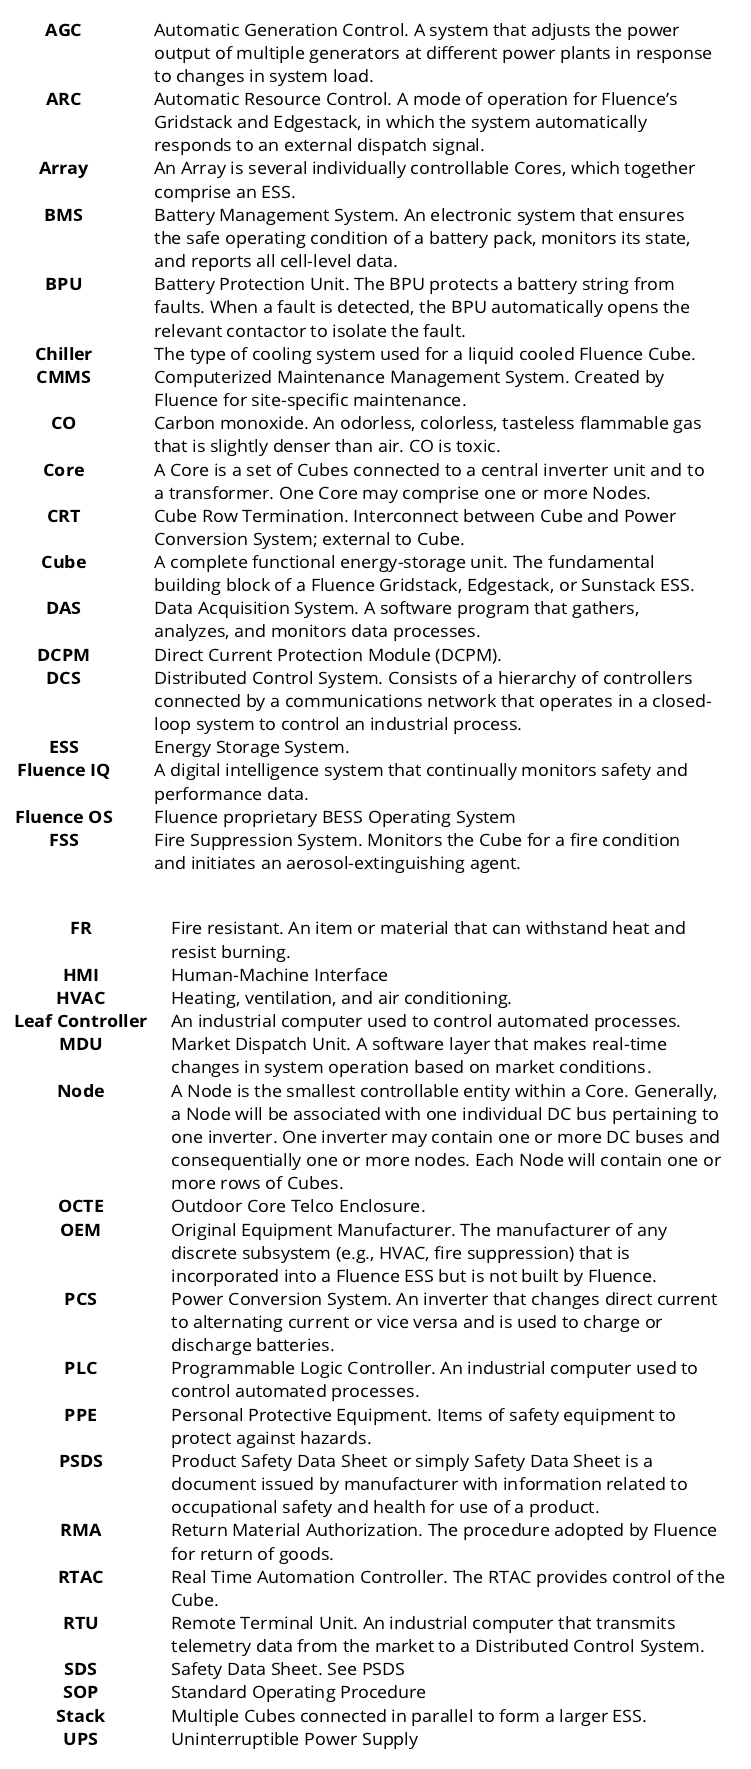 AGC Automatic Generation Control. A system that adjusts the power
output of multiple generators at different power plants in response
to changes in system load.
ARC Automatic Resource Control. A mode of operation for Fluence’s
Gridstack and Edgestack, in which the system automatically
responds to an external dispatch signal.
Array An Array is several individually controllable Cores, which together
comprise an ESS.
BMS Battery Management System. An electronic system that ensures
the safe operating condition of a battery pack, monitors its state,
and reports all cell-level data.
BPU Battery Protection Unit. The BPU protects a battery string from
faults. When a fault is detected, the BPU automatically opens the
relevant contactor to isolate the fault.
Chiller The type of cooling system used for a liquid cooled Fluence Cube.
CMMS Computerized Maintenance Management System. Created by
Fluence for site-specific maintenance.
CO Carbon monoxide. An odorless, colorless, tasteless flammable gas
that is slightly denser than air. CO is toxic.
Core A Core is a set of Cubes connected to a central inverter unit and to
a transformer. One Core may comprise one or more Nodes.
CRT Cube Row Termination. Interconnect between Cube and Power
Conversion System; external to Cube.
Cube A complete functional energy-storage unit. The fundamental
building block of a Fluence Gridstack, Edgestack, or Sunstack ESS.
DAS Data Acquisition System. A software program that gathers,
analyzes, and monitors data processes.
DCPM Direct Current Protection Module (DCPM).
DCS Distributed Control System. Consists of a hierarchy of controllers
connected by a communications network that operates in a closed-
loop system to control an industrial process.
ESS Energy Storage System.
Fluence IQ A digital intelligence system that continually monitors safety and
performance data.
Fluence OS Fluence proprietary BESS Operating System
FSS Fire Suppression System. Monitors the Cube for a fire condition
and initiates an aerosol-extinguishing agent.
FR Fire resistant. An item or material that can withstand heat and
resist burning.
HMI Human-Machine Interface
HVAC Heating, ventilation, and air conditioning.
Leaf Controller An industrial computer used to control automated processes.
MDU Market Dispatch Unit. A software layer that makes real-time
changes in system operation based on market conditions.
Node A Node is the smallest controllable entity within a Core. Generally,
a Node will be associated with one individual DC bus pertaining to
one inverter. One inverter may contain one or more DC buses and
consequentially one or more nodes. Each Node will contain one or
more rows of Cubes.
OCTE Outdoor Core Telco Enclosure.
OEM Original Equipment Manufacturer. The manufacturer of any
discrete subsystem (e.g., HVAC, fire suppression) that is
incorporated into a Fluence ESS but is not built by Fluence.
PCS Power Conversion System. An inverter that changes direct current
to alternating current or vice versa and is used to charge or
discharge batteries.
PLC Programmable Logic Controller. An industrial computer used to
control automated processes.
PPE Personal Protective Equipment. Items of safety equipment to
protect against hazards.
PSDS Product Safety Data Sheet or simply Safety Data Sheet is a
document issued by manufacturer with information related to
occupational safety and health for use of a product.
RMA Return Material Authorization. The procedure adopted by Fluence
for return of goods.
RTAC Real Time Automation Controller. The RTAC provides control of the
Cube.
RTU Remote Terminal Unit. An industrial computer that transmits
telemetry data from the market to a Distributed Control System.
SDS Safety Data Sheet. See PSDS
SOP Standard Operating Procedure
Stack Multiple Cubes connected in parallel to form a larger ESS.
UPS Uninterruptible Power Supply